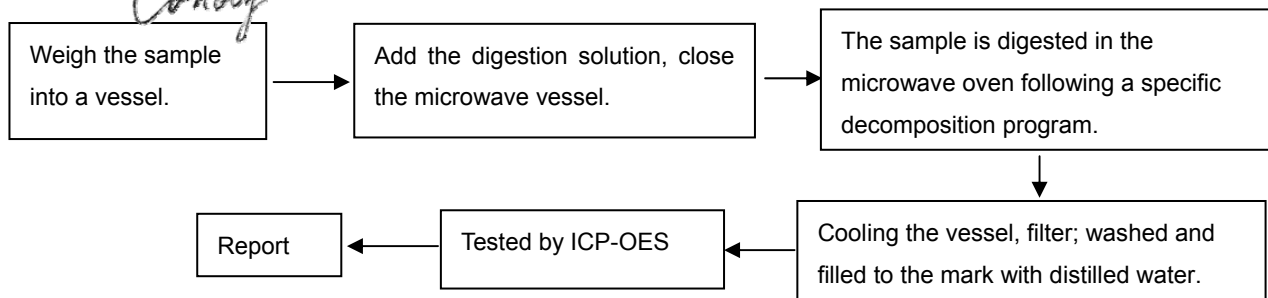 Weigh the sample
into a vessel.
Add the digestion solution, close
the microwave vessel.
The sample is digested in the
microwave oven following a specific
decomposition program.
Cooling the vessel, filter; washed and
filled to the mark with distilled water.
Tested by ICP-OES
Report